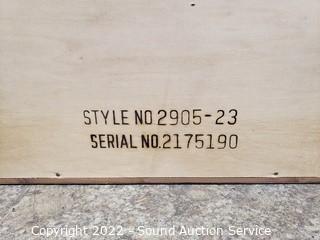 STYLE NO 2905-23
SERIAL NO. 2175190
Copyright 2022 - Sound Auction Service